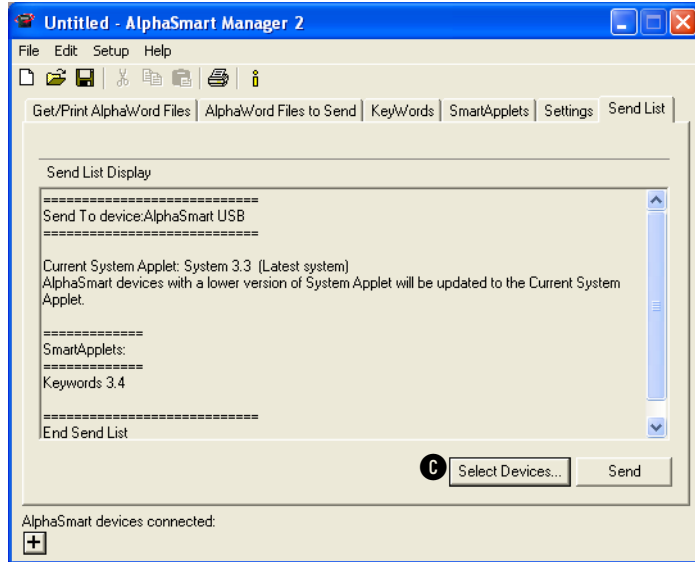 Untitled - AlphaSmart Manager 2
File Edit Setup Help
Get/Print AlphaWord Files AlphaWord Files to Send KeyWords SmartApplets Settings Send List
Send List Display
============================
Send To device:AlphaSmart USB
============================
Current System Applet: System 3.3 (Latest system)
AlphaSmart devices with a lower version of System Applet will be updated to the Current System
Applet.
=============
SmartApplets:
=============
Keywords 3.4
============================
End Send List
C Select Devices... Send
AlphaSmart devices connected:
+